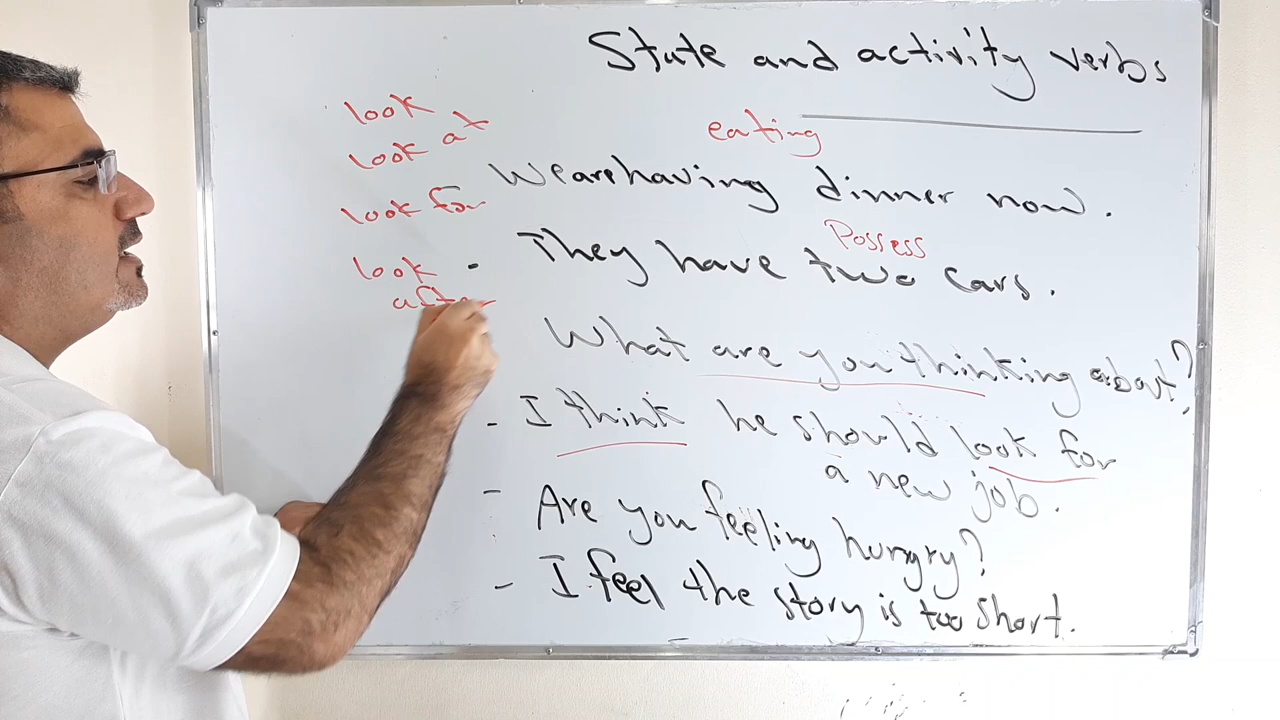 State and activity verbs
look
look at
look for
look
after
eating
We are having dinner now.
Possess
- They have two cars.
What are you thinking about?
- I think he should look for
a new job.
- Are you feeling hungry?
- I feel the story is too short.